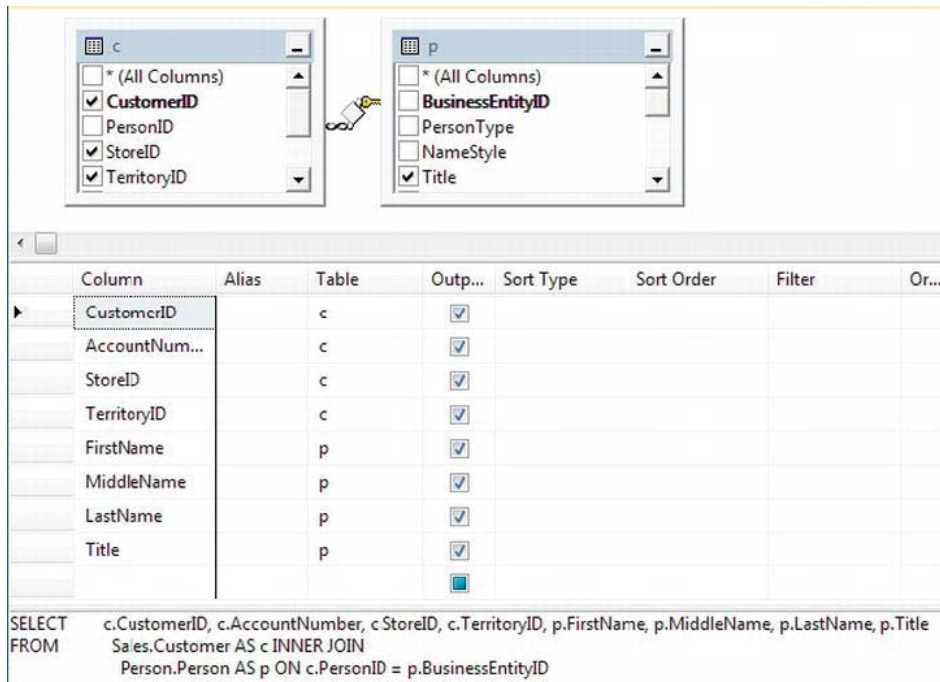 c
* (All Columns)
CustomerID
PersonID
StoreID
TerritoryID
p
* (All Columns)
BusinessEntityID
PersonType
NameStyle
Title
Column Alias Table Outp... Sort Type Sort Order Filter Or...
CustomerID c
AccountNum... c
StoreID c
TerritoryID c
FirstName p
MiddleName p
LastName p
Title p
SELECT c.CustomerID, c.AccountNumber, c.StoreID, c.TerritoryID, p.FirstName, p.MiddleName, p.LastName, p.Title
FROM Sales.Customer AS c INNER JOIN
Person.Person AS p ON c.PersonID = p.BusinessEntityID